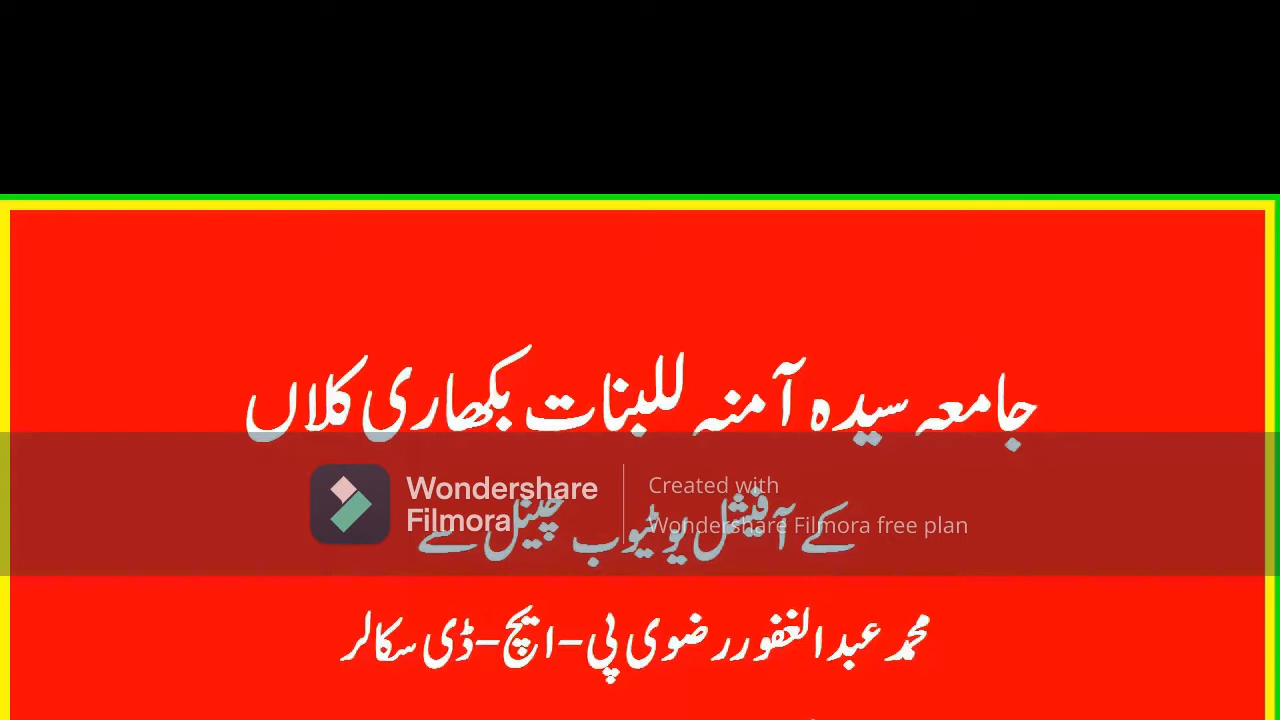 جامعہ سیدہ آمنہ للبنات بکھاری کلاں
کے آفیشل یوٹیوب چینل سے
Wondershare
Filmora
Created with
Wondershare Filmora free plan
محمد عبدالغفور رضوی پی-ایچ-ڈی سکالر